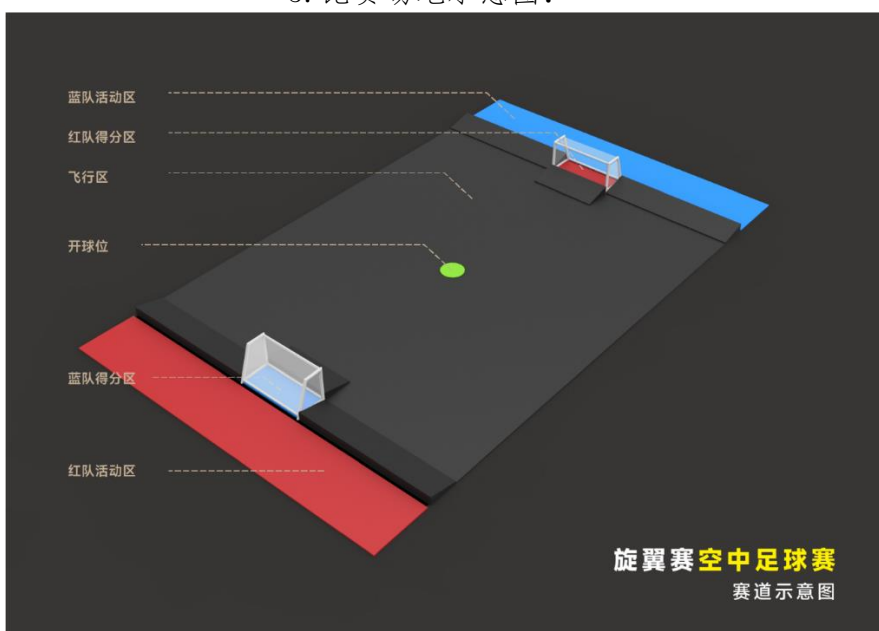 蓝队活动区
红队得分区
飞行区
开球位
蓝队得分区
红队活动区
旋翼赛空中足球赛
赛道示意图